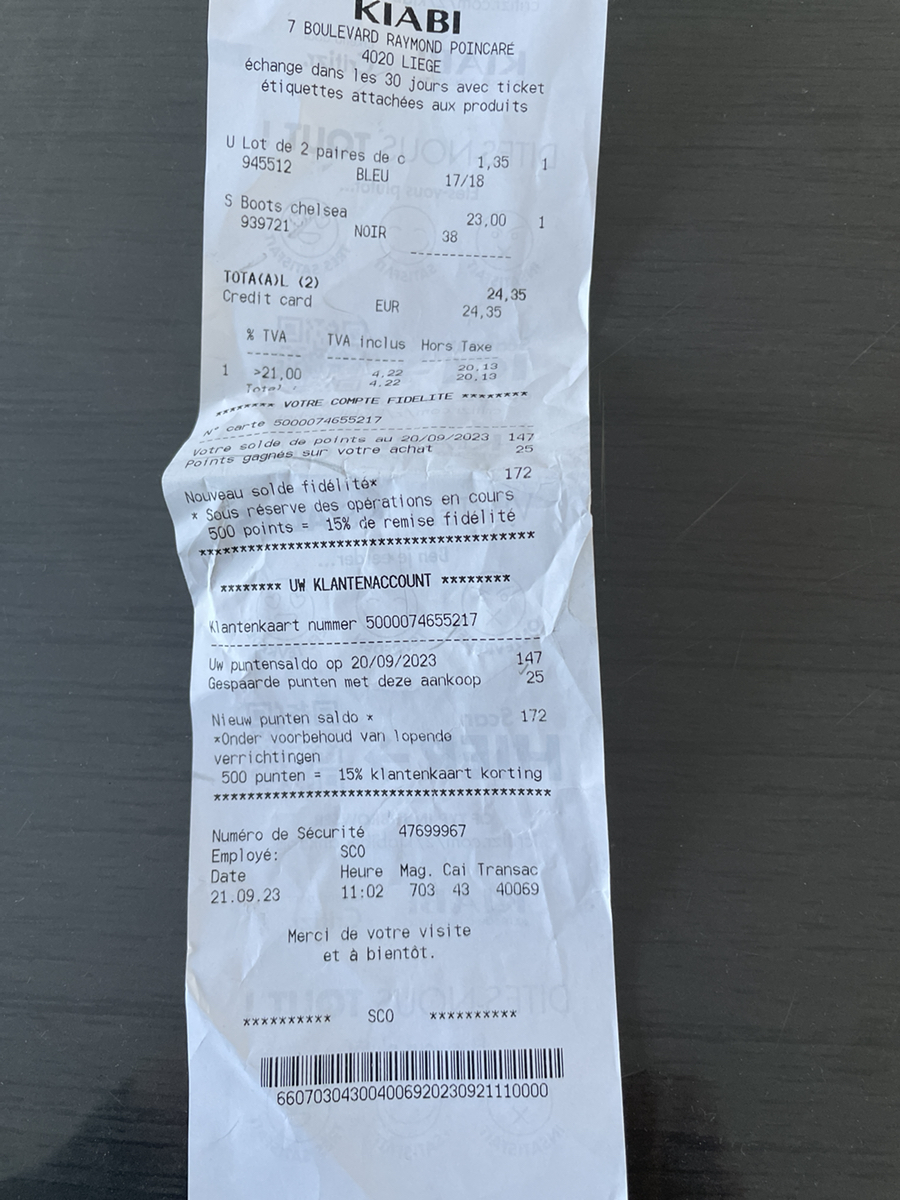 KIABI
7 BOULEVARD RAYMOND POINCARÉ
4020 LIEGE
échange dans les 30 jours avec ticket
étiquettes attachées aux produits
U Lot de 2 paires de c 1,35 1
945512 BLEU 17/18
S Boots chelsea 23,00 1
939721 NOIR 38
TOTA(A)L (2) 24,35
Credit card EUR 24,35
% TVA TVA inclus Hors Taxe
1 >21,00 4,22 20,13
Total 4,22 20,13
******** VOTRE COMPTE FIDELITE ********
N° carte 5000074655217
Votre solde de points au 20/09/2023 147
Points gagnés sur votre achat 25
Nouveau solde fidélité* 172
* Sous réserve des opérations en cours
500 points = 15% de remise fidélité
****************************************
******** UW KLANTENACCOUNT ********
Klantenkaart nummer 5000074655217
Uw puntensaldo op 20/09/2023 147
Gespaarde punten met deze aankoop 25
Nieuw punten saldo * 172
*Onder voorbehoud van lopende
verrichtingen
500 punten = 15% klantenkaart korting
****************************************
Numéro de Sécurité 47699967
Employé: SCO
Date Heure Mag. Cai Transac
21.09.23 11:02 703 43 40069
Merci de votre visite
et à bientôt.
********** SCO **********
660703043004006920230921110000